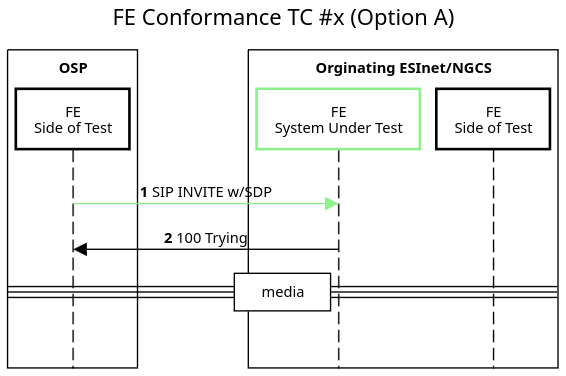 FE Conformance TC #x (Option A)
OSP
Orginating ESInet/NGCS
FE
Side of Test
FE
System Under Test
FE
Side of Test
1 SIP INVITE w/SDP
2 100 Trying
media